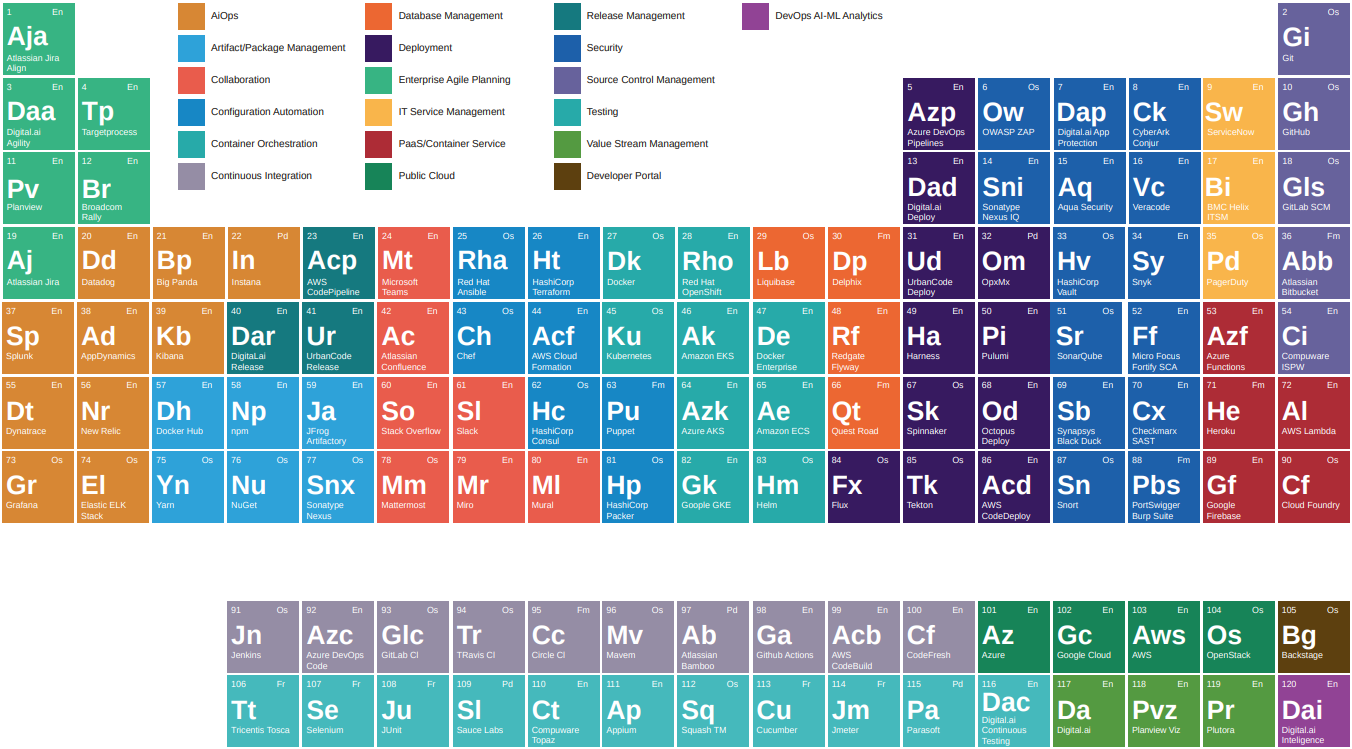 1 En
Aja
Atlassian Jira
Align
AiOps
Artifact/Package Management
Collaboration
Configuration Automation
Container Orchestration
Continuous Integration
Database Management
Deployment
Enterprise Agile Planning
IT Service Management
PaaS/Container Service
Public Cloud
Release Management
Security
Source Control Management
Testing
Value Stream Management
Developer Portal
DevOps AI-ML Analytics
2 Os
Gi
Git
3 En
Daa
Digital.ai
Agility
4 En
Tp
Targetprocess
5 En
Azp
Azure DevOps
Pipelines
6 Os
Ow
OWASP ZAP
7 En
Dap
Digital.ai App
Protection
8 En
Ck
CyberArk
Conjur
9 En
Sw
ServiceNow
10 Os
Gh
GitHub
11 En
Pv
Planview
12 En
Br
Broadcom
Rally
13 En
Dad
Digital.ai
Deploy
14 En
Sni
Sonatype
Nexus IQ
15 En
Aq
Aqua Security
16 En
Vc
Veracode
17 En
Bi
BMC Helix
ITSM
18 Os
Gls
GitLab SCM
19 En
Aj
Atlassian Jira
20 En
Dd
Datadog
21 En
Bp
Big Panda
22 Pd
In
Instana
23 En
Acp
AWS
CodePipeline
24 En
Mt
Microsoft
Teams
25 Os
Rha
Red Hat
Ansible
26 En
Ht
HashiCorp
Terraform
27 Os
Dk
Docker
28 En
Rho
Red Hat
OpenShift
29 Os
Lb
Liquibase
30 Fm
Dp
Delphix
31 En
Ud
UrbanCode
Deploy
32 Pd
Om
OpxMx
33 Os
Hv
HashiCorp
Vault
34 En
Sy
Snyk
35 Os
Pd
PagerDuty
36 Fm
Abb
Atlassian
Bitbucket
37 En
Sp
Splunk
38 En
Ad
AppDynamics
39 En
Kb
Kibana
40 En
Dar
DigitaLai
Release
41 En
Ur
UrbanCode
Release
42 En
Ac
Atlassian
Confluence
43 Os
Ch
Chef
44 En
Acf
AWS Cloud
Formation
45 Os
Ku
Kubernetes
46 En
Ak
Amazon EKS
47 En
De
Docker
Enterprise
48 En
Rf
Redgate
Flyway
49 En
Ha
Harness
50 En
Pi
Pulumi
51 Os
Sr
SonarQube
52 En
Ff
Micro Focus
Fortify SCA
53 En
Azf
Azure
Functions
54 En
Ci
Compuware
ISPW
55 En
Dt
Dynatrace
56 En
Nr
New Relic
57 En
Dh
Docker Hub
58 En
Np
npm
59 En
Ja
JFrog
Artifactory
60 En
So
Stack Overflow
61 En
Sl
Slack
62 Os
Hc
HashiCorp
Consul
63 Fm
Pu
Puppet
64 En
Azk
Azure AKS
65 En
Ae
Amazon ECS
66 Fm
Qt
Quest Road
67 Os
Sk
Spinnaker
68 En
Od
Octopus
Deploy
69 En
Sb
Synapsys
Black Duck
70 En
Cx
Checkmarx
SAST
71 Fm
He
Heroku
72 En
Al
AWS Lambda
73 Os
Gr
Grafana
74 Os
El
Elastic ELK
Stack
75 Os
Yn
Yarn
76 Os
Nu
NuGet
77 Os
Snx
Sonatype
Nexus
78 Os
Mm
Mattermost
79 En
Mr
Miro
80 En
Ml
Mural
81 Os
Hp
HashiCorp
Packer
82 En
Gk
Goople GKE
83 Os
Hm
Helm
84 Os
Fx
Flux
85 Os
Tk
Tekton
86 En
Acd
AWS
CodeDeploy
87 Os
Sn
Snort
88 Fm
Pbs
PortSwigger
Burp Suite
89 En
Gf
Google
Firebase
90 Os
Cf
Cloud Foundry
91 Os
Jn
Jenkins
92 En
Azc
Azure DevOps
Code
93 Os
Glc
GitLab CI
94 Os
Tr
TRavis CI
95 Fm
Cc
Circle CI
96 Os
Mv
Mavem
97 Pd
Ab
Atlassian
Bamboo
98 En
Ga
Github Actions
99 En
Acb
AWS
CodeBuild
100 En
Cf
CodeFresh
101 En
Az
Azure
102 En
Gc
Google Cloud
103 En
Aws
AWS
104 Os
Os
OpenStack
105 Os
Bg
Backstage
106 Fr
Tt
Tricentis Tosca
107 Fr
Se
Selenium
108 Fr
Ju
JUnit
109 Pd
Sl
Sauce Labs
110 En
Ct
Compuware
Topaz
111 En
Ap
Appium
112 Os
Sq
Squash TM
113 Fr
Cu
Cucumber
114 Fr
Jm
Jmeter
115 Pd
Pa
Parasoft
116 En
Dac
Digital.ai
Continuous
Testing
117 En
Da
Digital.ai
118 En
Pvz
Planview Viz
119 En
Pr
Plutora
120 En
Dai
Digital.ai
Inteligence